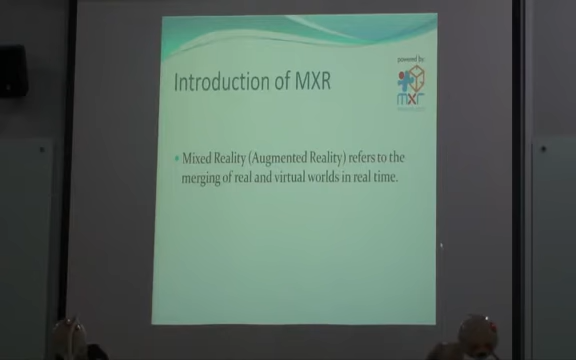 powered by:
mxr
Introduction of MXR
Mixed Reality (Augmented Reality) refers to the
merging of real and virtual worlds in real time.